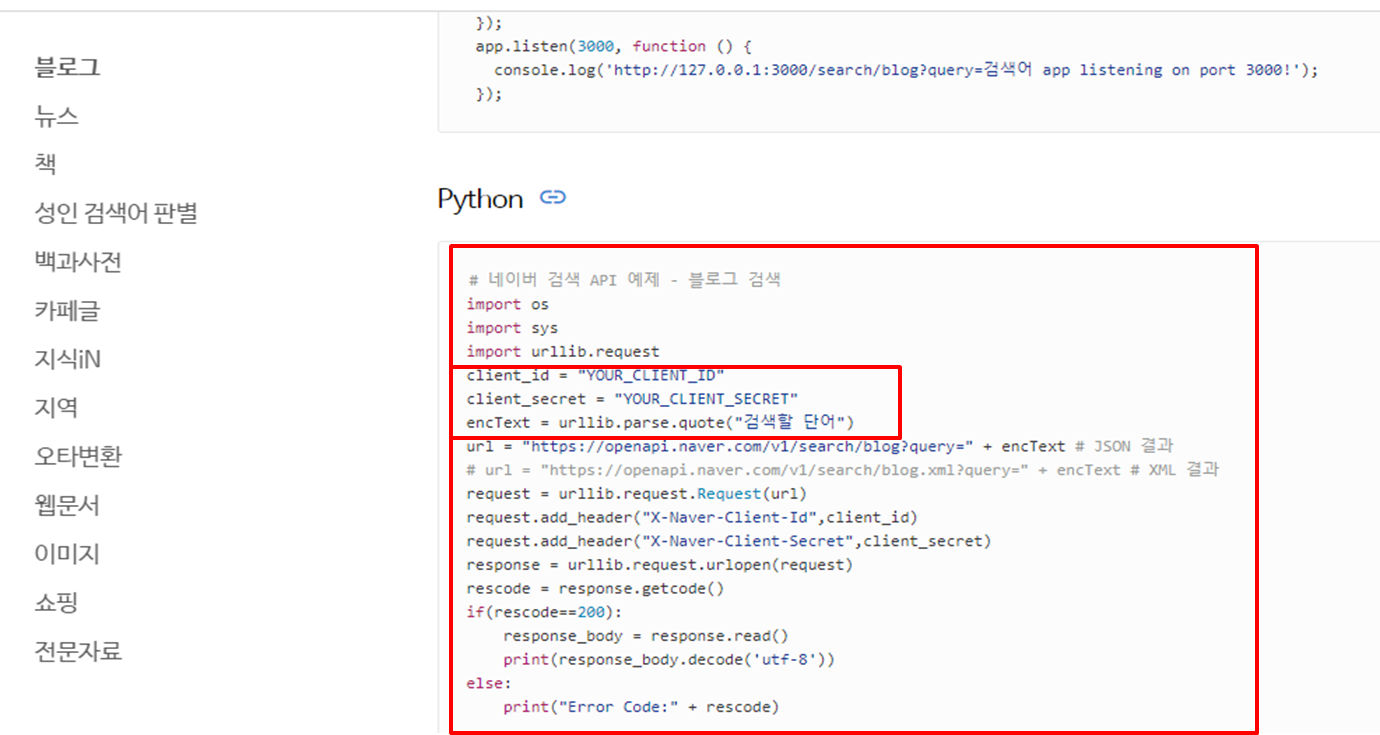 블로그
뉴스
책
성인 검색어 판별
백과사전
카페글
지식iN
지역
오타변환
웹문서
이미지
쇼핑
전문자료
});
app.listen(3000, function () {
  console.log('http://127.0.0.1:3000/search/blog?query=검색어 app listening on port 3000!');
});
Python
# 네이버 검색 API 예제 - 블로그 검색
import os
import sys
import urllib.request
client_id = "YOUR_CLIENT_ID"
client_secret = "YOUR_CLIENT_SECRET"
encText = urllib.parse.quote("검색할 단어")
url = "https://openapi.naver.com/v1/search/blog?query=" + encText # JSON 결과
# url = "https://openapi.naver.com/v1/search/blog.xml?query=" + encText # XML 결과
request = urllib.request.Request(url)
request.add_header("X-Naver-Client-Id",client_id)
request.add_header("X-Naver-Client-Secret",client_secret)
response = urllib.request.urlopen(request)
rescode = response.getcode()
if(rescode==200):
    response_body = response.read()
    print(response_body.decode('utf-8'))
else:
    print("Error Code:" + rescode)